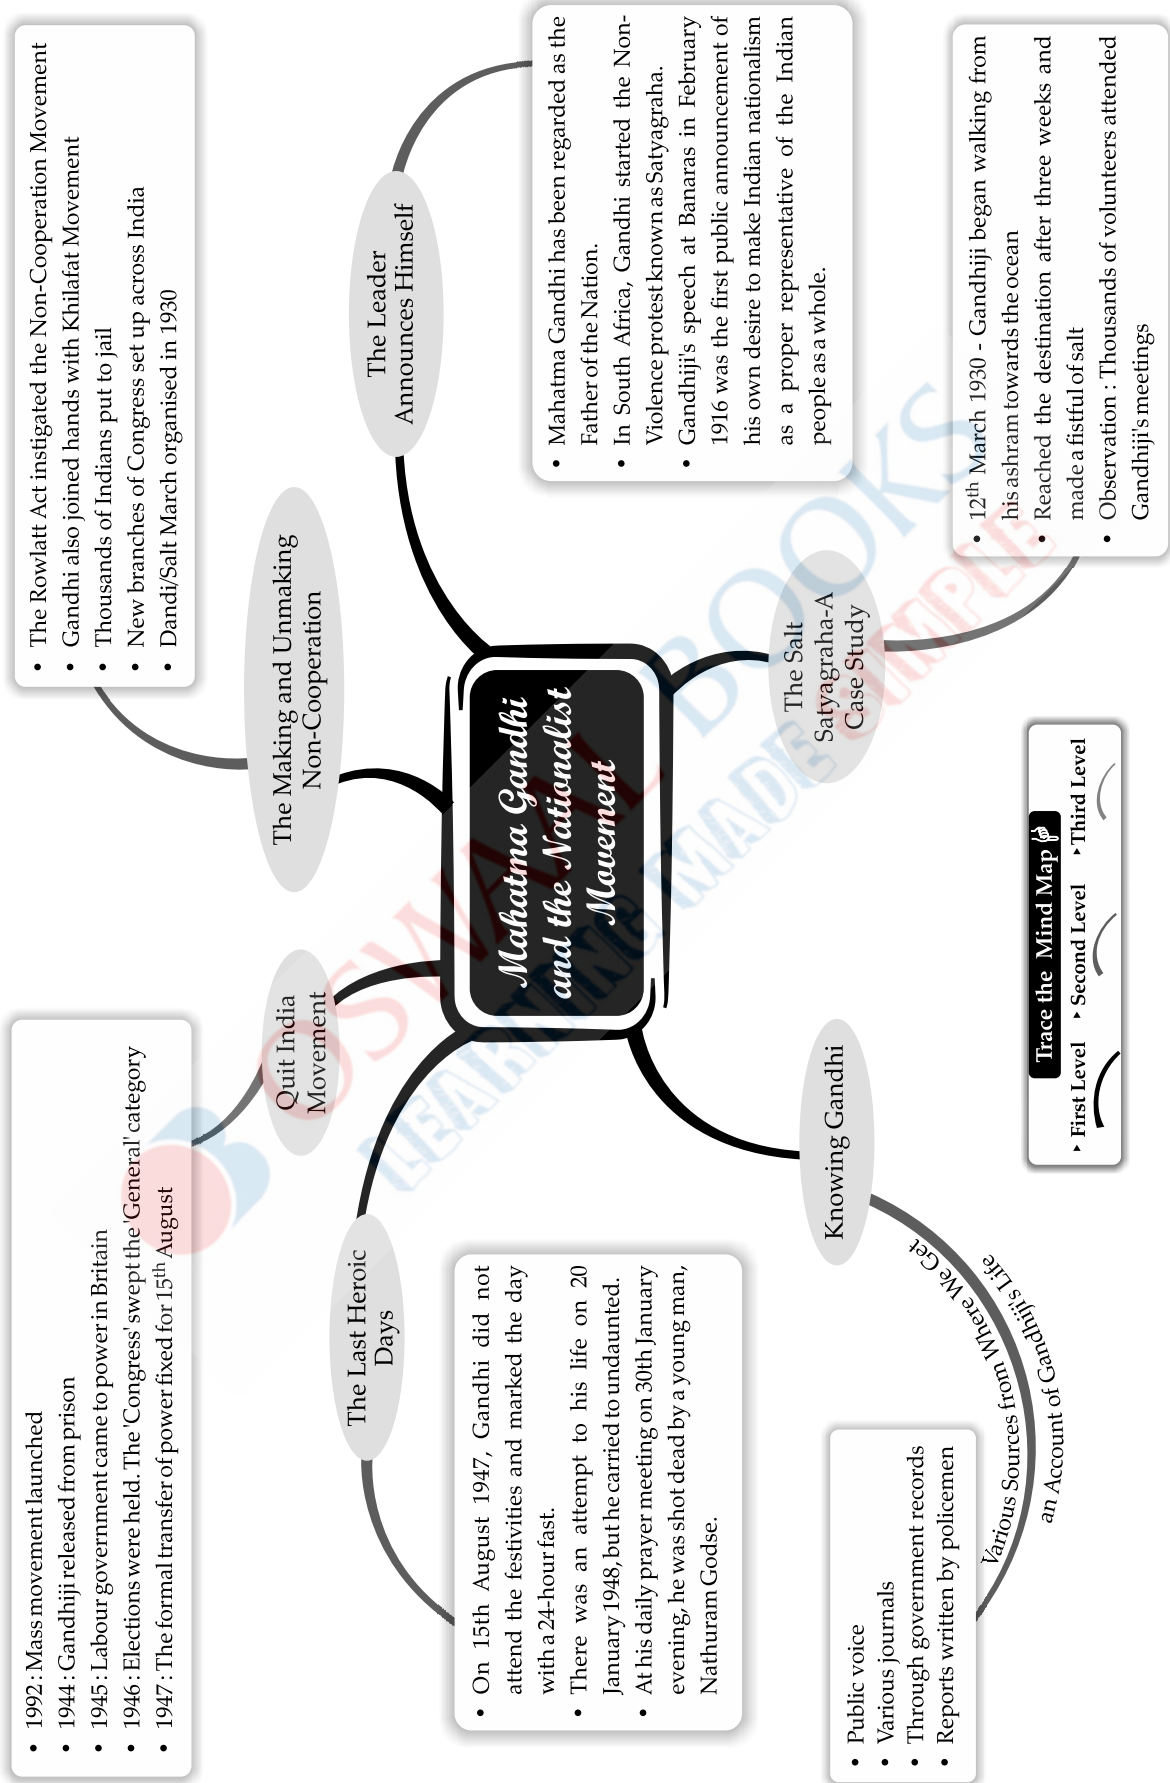 Mahatma Gandhi
and the Nationalist
Movement
The Making and Unmaking
Non-Cooperation
• The Rowlatt Act instigated the Non-Cooperation Movement
• Gandhi also joined hands with Khilafat Movement
• Thousands of Indians put to jail
• New branches of Congress set up across India
• Dandi/Salt March organised in 1930
The Leader
Announces Himself
• Mahatma Gandhi has been regarded as the
Father of the Nation.
• In South Africa, Gandhi started the Non-
Violence protest known as Satyagraha.
• Gandhiji's speech at Banaras in February
1916 was the first public announcement of
his own desire to make Indian nationalism
as a proper representative of the Indian
people as a whole.
The Salt
Satyagraha-A
Case Study
• 12th March 1930 - Gandhiji began walking from
his ashram towards the ocean
• Reached the destination after three weeks and
made a fistful of salt
• Observation : Thousands of volunteers attended
Gandhiji's meetings
Quit India
Movement
• 1992 : Mass movement launched
• 1944 : Gandhiji released from prison
• 1945 : Labour government came to power in Britain
• 1946 : Elections were held. The 'Congress' swept the 'General' category
• 1947 : The formal transfer of power fixed for 15th August
The Last Heroic
Days
• On 15th August 1947, Gandhi did not
attend the festivities and marked the day
with a 24-hour fast.
• There was an attempt to his life on 20
January 1948, but he carried to undaunted.
• At his daily prayer meeting on 30th January
evening, he was shot dead by a young man,
Nathuram Godse.
Knowing Gandhi
Various Sources from Where We Get
an Account of Gandhiji's Life
• Public voice
• Various journals
• Through government records
• Reports written by policemen
Trace the Mind Map
First Level Second Level Third Level
OSWAAL BOOKS
LEARNING MADE SIMPLE